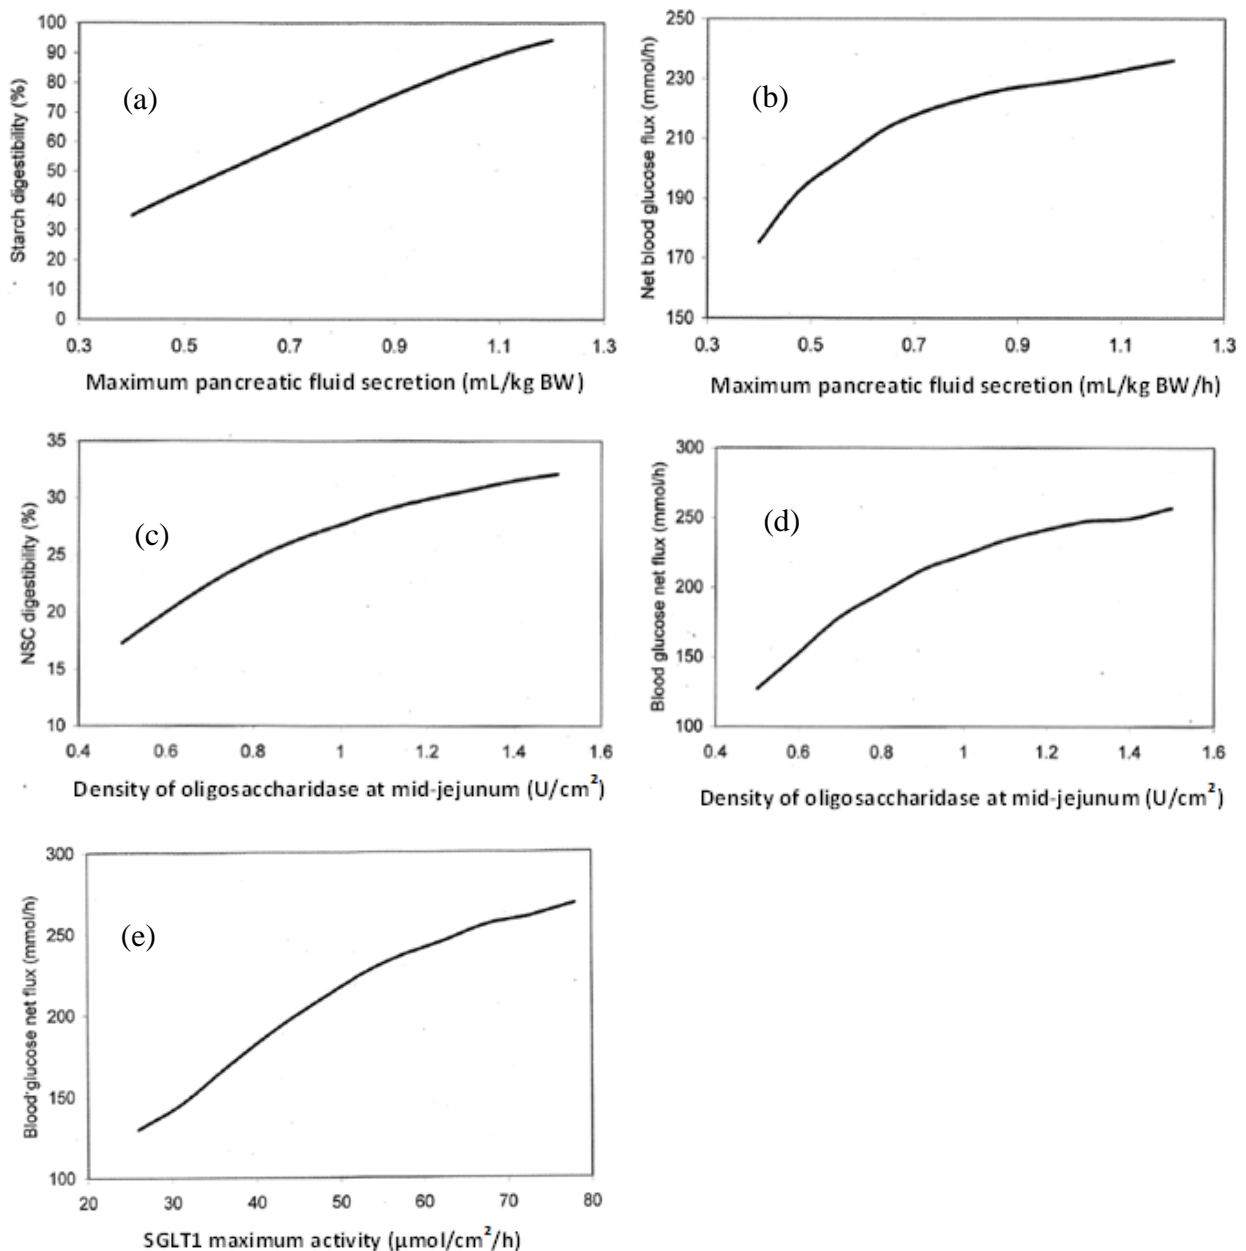 100
90
80
70
60
50
40
30
20
10
0
Starch digestibility (%)
(a)
0.3 0.5 0.7 0.9 1.1 1.3
Maximum pancreatic fluid secretion (mL/kg BW)
250
230
210
190
170
150
Net blood glucose flux (mmol/h)
(b)
0.3 0.5 0.7 0.9 1.1 1.3
Maximum pancreatic fluid secretion (mL/kg BW/h)
35
30
25
20
15
10
NSC digestibility (%)
(c)
0.4 0.6 0.8 1 1.2 1.4 1.6
Density of oligosaccharidase at mid-jejunum (U/cm²)
300
250
200
150
100
Blood glucose net flux (mmol/h)
(d)
0.4 0.6 0.8 1 1.2 1.4 1.6
Density of oligosaccharidase at mid-jejunum (U/cm²)
300
250
200
150
100
Blood glucose net flux (mmol/h)
(e)
20 30 40 50 60 70 80
SGLT1 maximum activity (μmol/cm²/h)